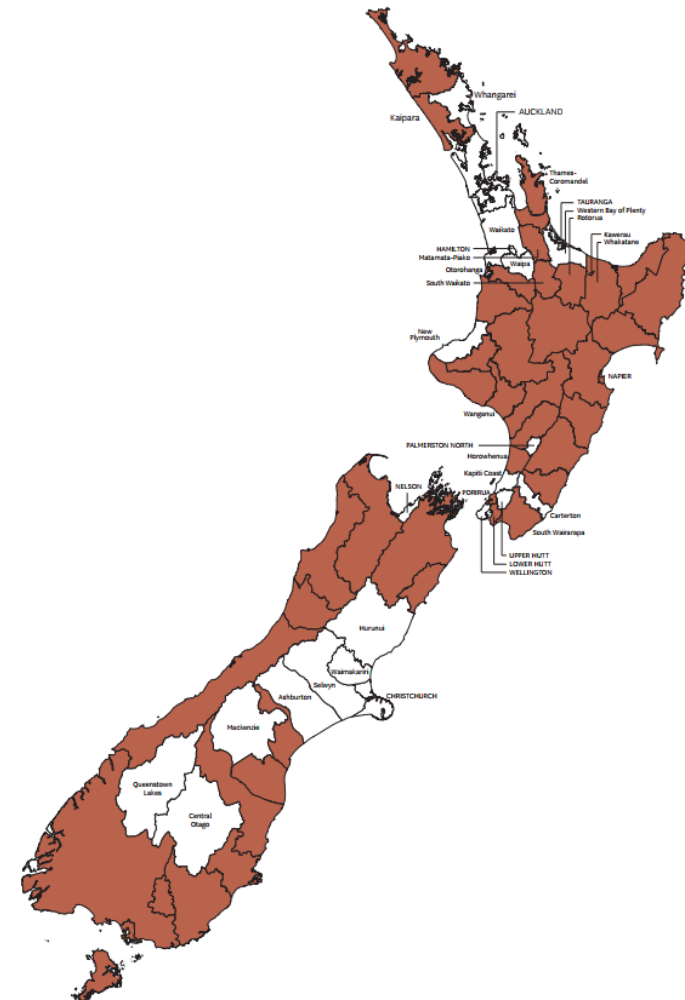 Whangarei
AUCKLAND
Kaipara
Thames-
Coromandel
TAURANGA
Western Bay of Plenty
Rotorua
Waikato
Kawerau
Whakatane
HAMILTON
Matamata-Piako
Waipa
Otorohanga
South Waikato
New
Plymouth
NAPIER
Wanganui
PALMERSTON NORTH
Horowhenua
Kapiti Coast
NELSON
PORIRUA
Carterton
South Wairarapa
UPPER HUTT
LOWER HUTT
WELLINGTON
Hurunui
Waimakariri
Selwyn
Ashburton
CHRISTCHURCH
Mackenzie
Queenstown
Lakes
Central
Otago